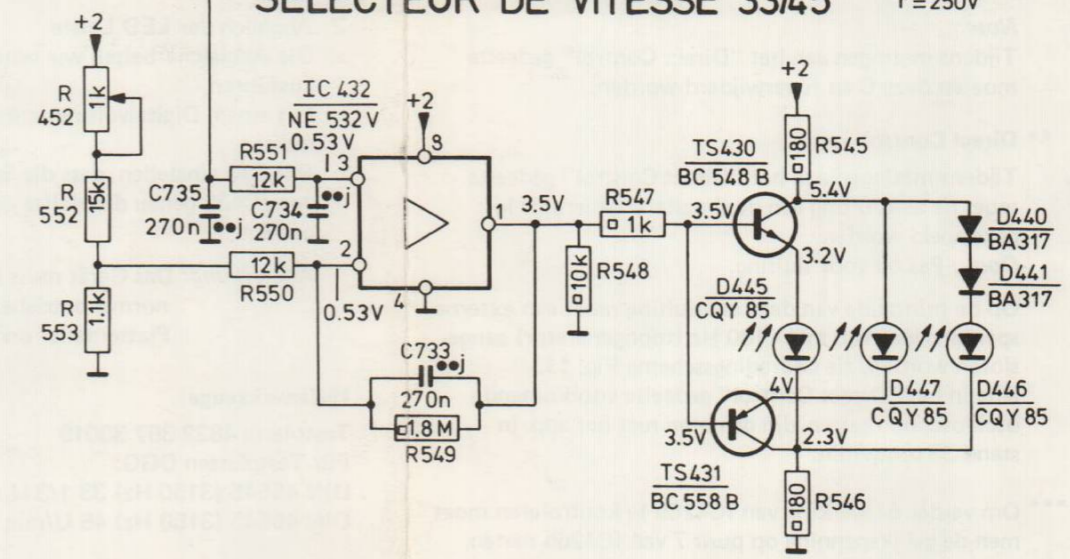 SELECTEUR DE VITESSE 33/45
+2
R 452
1k
R 552
15k
R 553
C735
270n
R551
12k
C734
270n
j
12k
R550
IC 432
NE 532 V
0.53V
3
+2
8
2
1
4
0.53V
3.5V
C733
j
270n
1.8M
R549
R547
1k
10k
R548
+2
180
R545
TS430
BC 548 B
3.5V
5.4V
3.2V
D445
CQY 85
D440
BA317
D441
BA317
D447
CQY 85
D446
CQY 85
4V
3.5V
2.3V
TS431
BC 558 B
180
R546